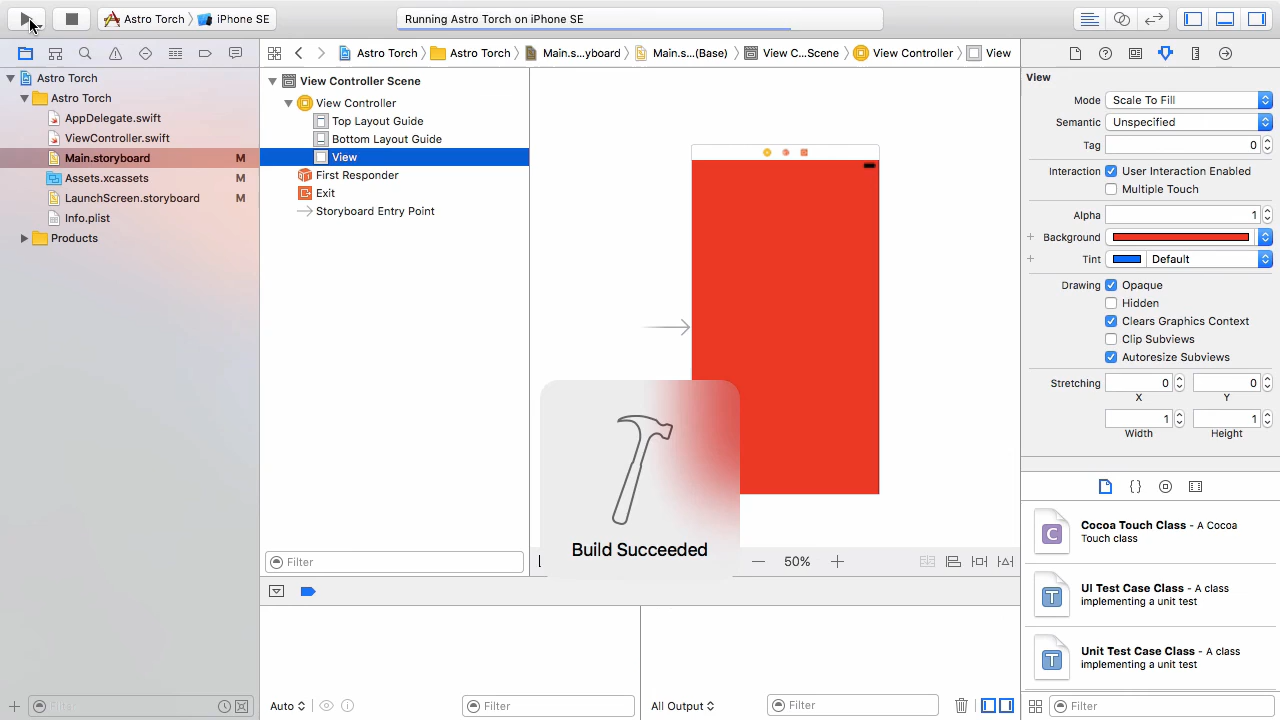 Astro Torch
iPhone SE
Running Astro Torch on iPhone SE
Astro Torch
Astro Torch
Main.s...yboard
Main.s...(Base)
View C...Scene
View Controller
View
Astro Torch
Astro Torch
AppDelegate.swift
ViewController.swift
Main.storyboard M
Assets.xcassets M
LaunchScreen.storyboard M
Info.plist
Products
Filter
View Controller Scene
View Controller
Top Layout Guide
Bottom Layout Guide
View
First Responder
Exit
Storyboard Entry Point
Filter
Build Succeeded
50%
Auto
Filter
All Output
Filter
View
Mode Scale To Fill
Semantic Unspecified
Tag 0
Interaction User Interaction Enabled
Multiple Touch
Alpha 1
Background
Tint Default
Drawing Opaque
Hidden
Clears Graphics Context
Clip Subviews
Autoresize Subviews
Stretching 0 0
X Y
1 1
Width Height
{}
C
Cocoa Touch Class - A Cocoa
Touch class
T
UI Test Case Class - A class
implementing a unit test
T
Unit Test Case Class - A class
implementing a unit test
Filter